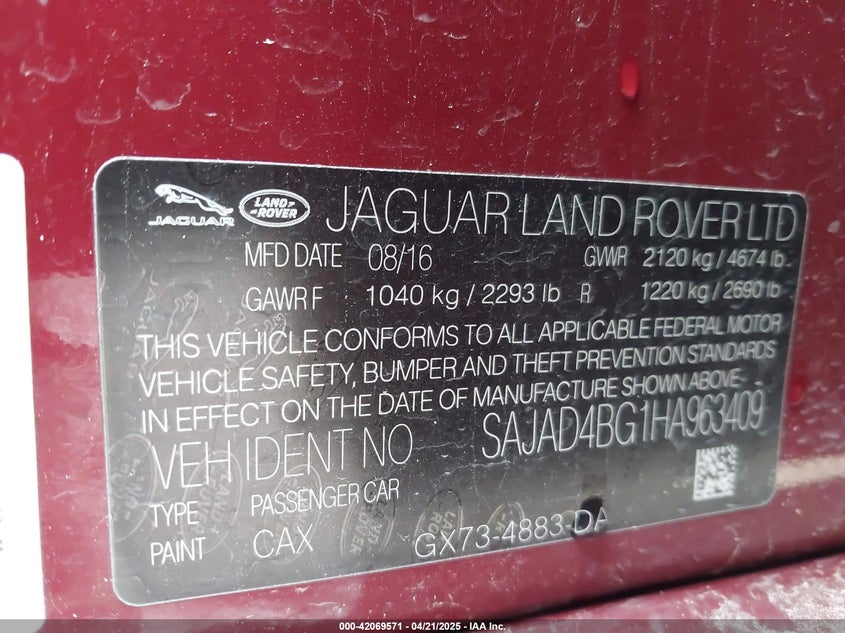 JAGUAR LAND ROVER JAGUAR LAND ROVER LTD
MFD DATE 08/16 GVWR 2120 kg / 4674 lb
GAWR F 1040 kg / 2293 lb R 1220 kg / 2690 lb
THIS VEHICLE CONFORMS TO ALL APPLICABLE FEDERAL MOTOR
VEHICLE SAFETY, BUMPER AND THEFT PREVENTION STANDARDS
IN EFFECT ON THE DATE OF MANUFACTURE SHOWN ABOVE
VEH IDENT NO SAJAD4BG1HA963409
TYPE PASSENGER CAR
PAINT CAX GX73-4883-DA
000-42069571 - 04/21/2025 - IAA Inc.